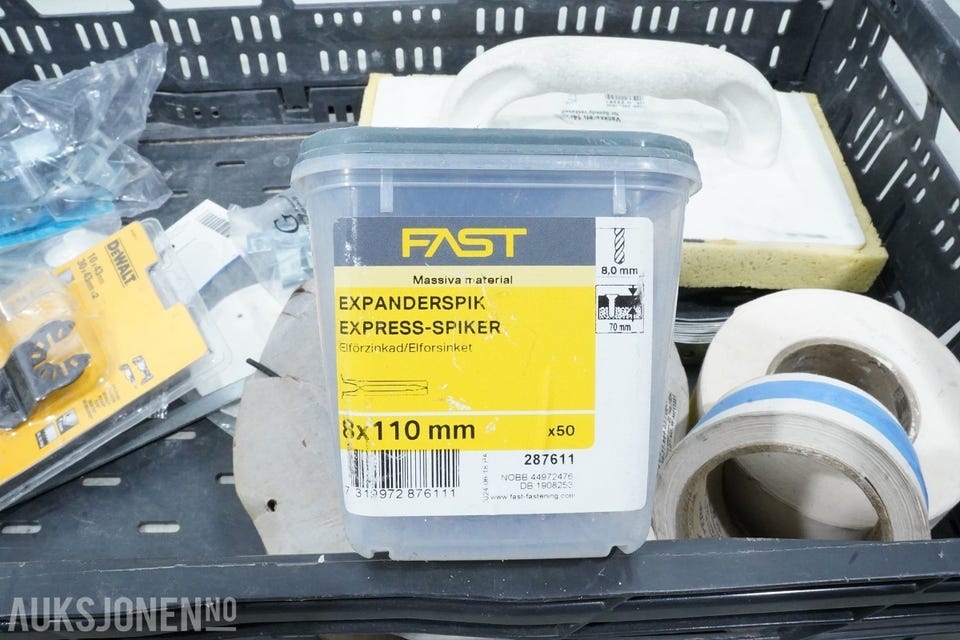 FAST
8,0 mm
Massiva material
EXPANDERSPIK
EXPRESS-SPIKER
70 mm
Elförzinkad/Elforsinket
8x110 mm
x50
287611
NOBB 44972476
DB 1908253
www.fast-fastening.com
7 319972 876111
DEWALT
AUKSJONEN.NO